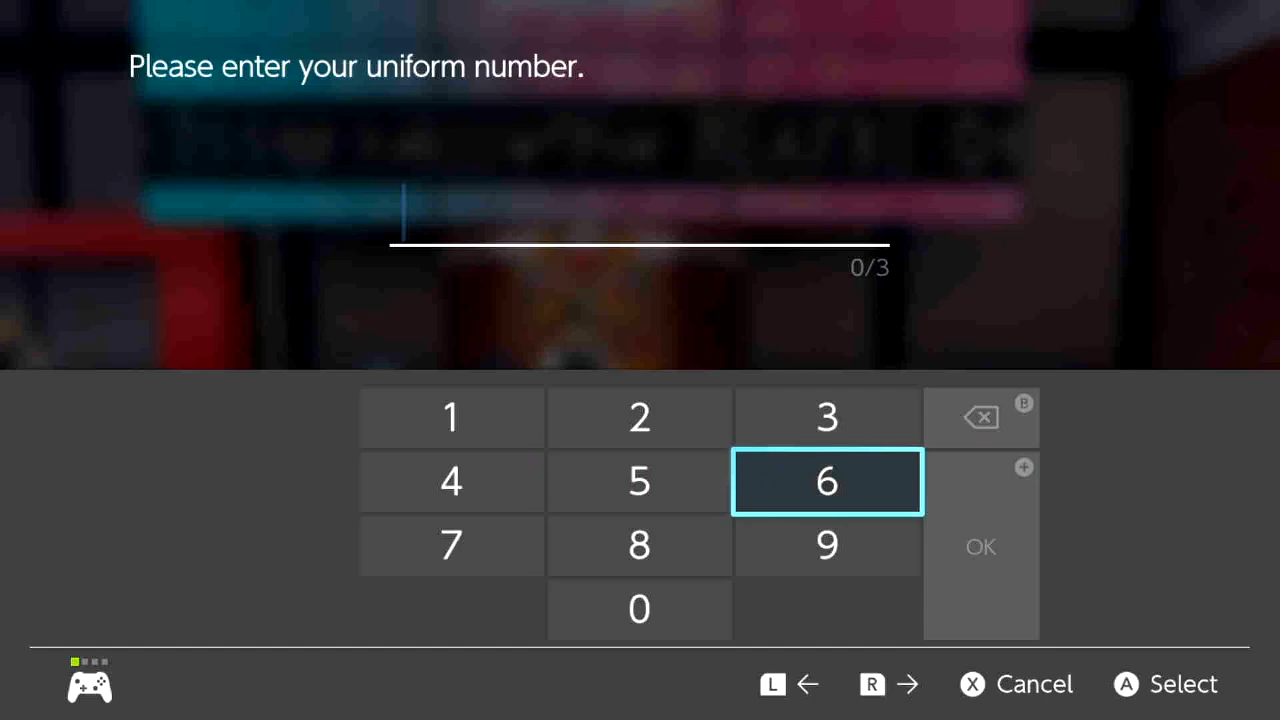 Please enter your uniform number.
0/3
1 2 3 B
4 5 6 +
7 8 9 OK
0
L ← R → X Cancel A Select